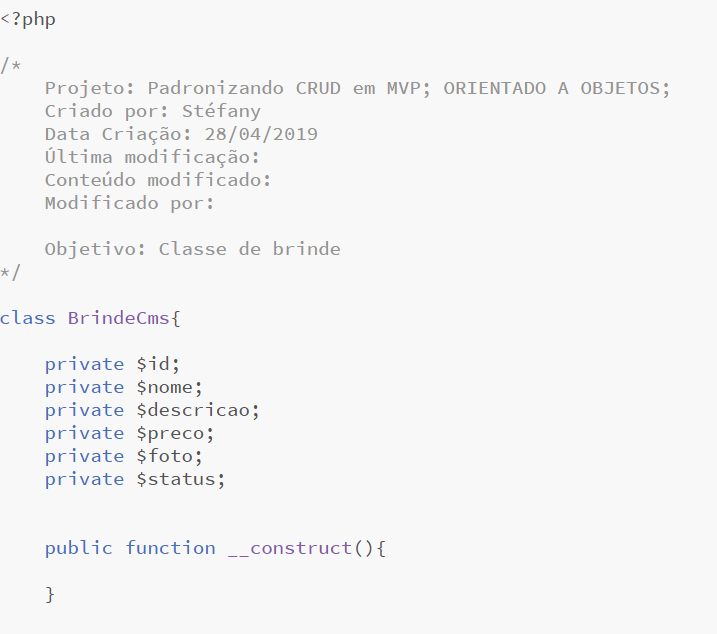 <?php
/*
Projeto: Padronizando CRUD em MVP; ORIENTADO A OBJETOS;
Criado por: Stéfany
Data Criação: 28/04/2019
Última modificação:
Conteúdo modificado:
Modificado por:
Objetivo: Classe de brinde
*/
class BrindeCms{
private $id;
private $nome;
private $descricao;
private $preco;
private $foto;
private $status;
public function __construct(){
}